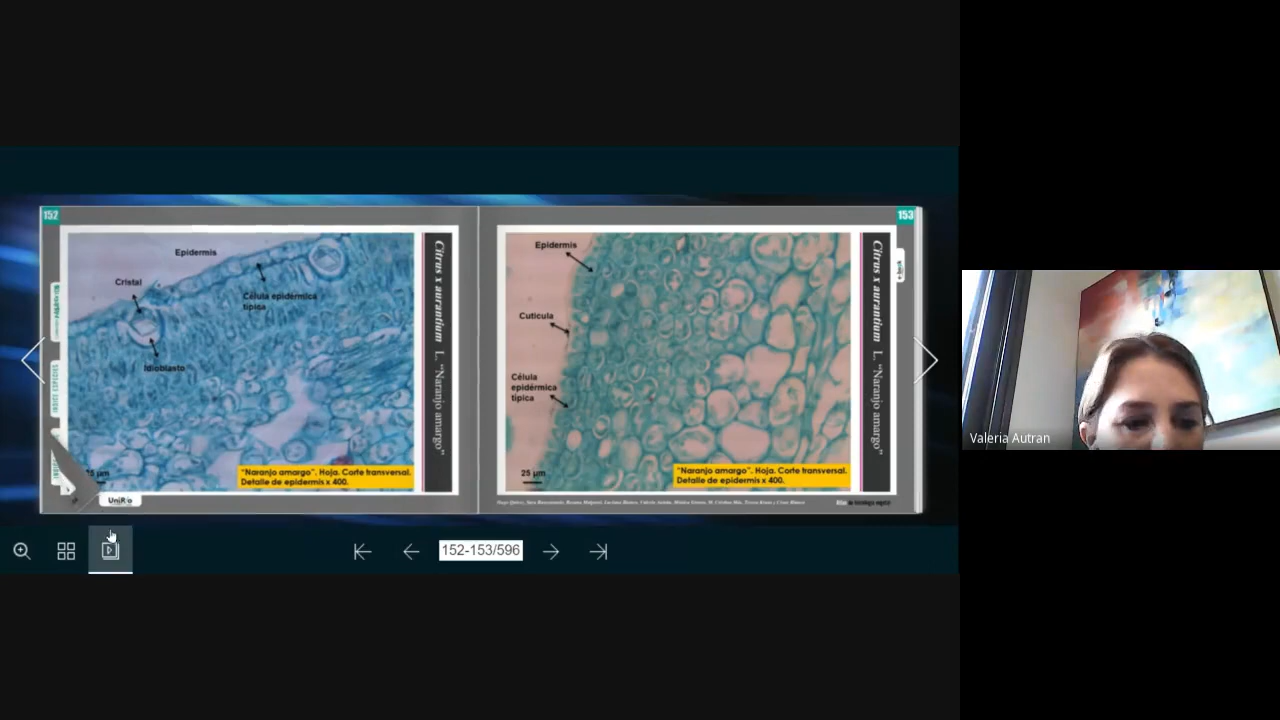 152
Epidermis
Cristal
Célula epidérmica
típica
Idioblasto
"Naranjo amargo". Hoja. Corte transversal.
Detalle de epidermis x 400.
Citrus x aurantium L. "Naranjo amargo"
UniRío
153
Epidermis
Cuticula
Célula
epidérmica
típica
25 µm
"Naranjo amargo". Hoja. Corte transversal.
Detalle de epidermis x 400.
Citrus x aurantium L. "Naranjo amargo"
152-153/596
Valeria Autran